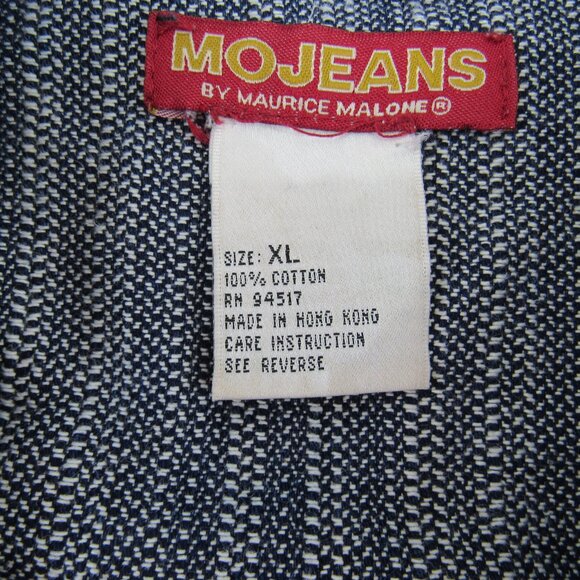 MOJEANS
BY MAURICE MALONE®
SIZE: XL
100% COTTON
RN 94517
MADE IN HONG KONG
CARE INSTRUCTION
SEE REVERSE